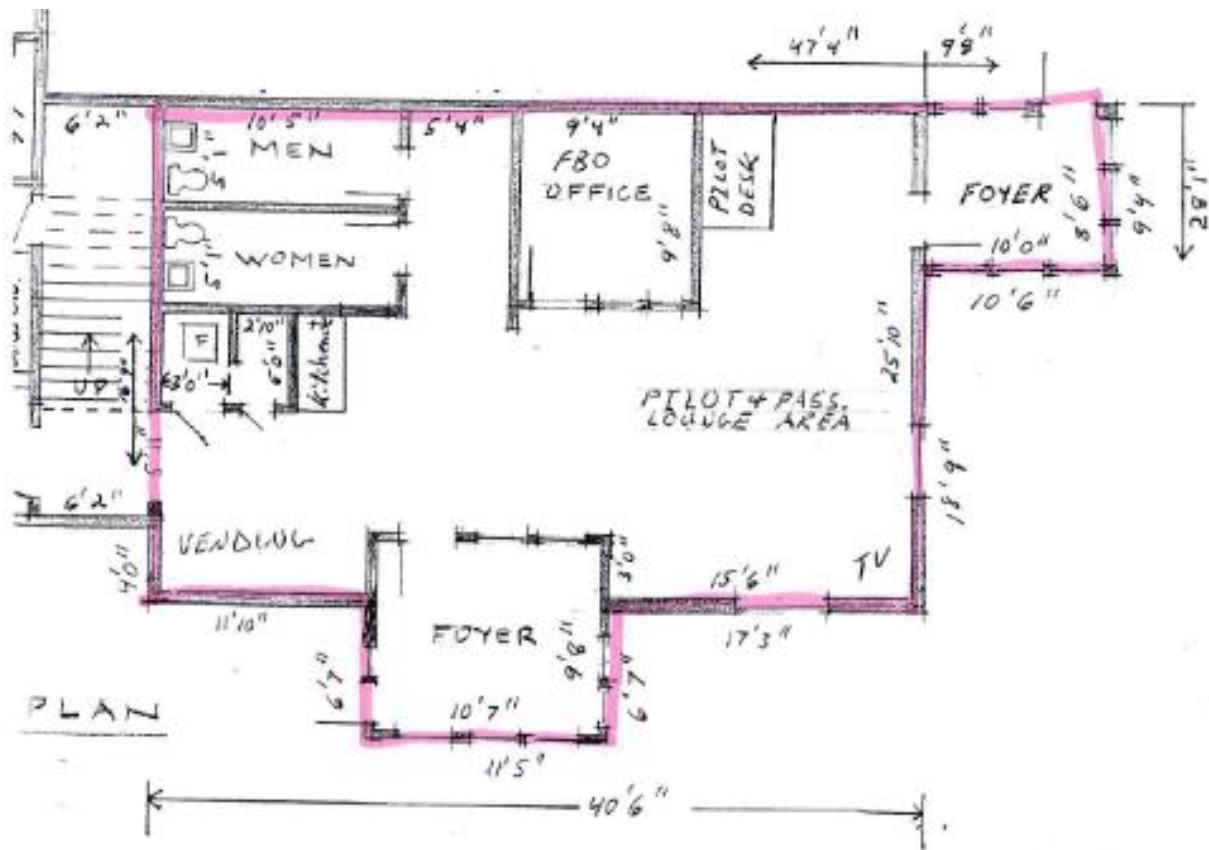 47'4" 9'8"
6'2" 10'5" 5'4" 9'4"
MEN
FBO
OFFICE
PILOT
DESK
FOYER
8'6"
9'4"
28'1"
9'8"
WOMEN
10'0"
10'6"
2'10"
F
6'0"
Kitchenette
UP
3'0"
25'10"
PILOT & PASS.
LOUNGE AREA
18'9"
6'2"
VENDING
4'0"
3'0"
15'6"
TV
11'10"
FOYER
9'8"
17'3"
6'7"
6'7"
PLAN
10'7"
11'5"
40'6"